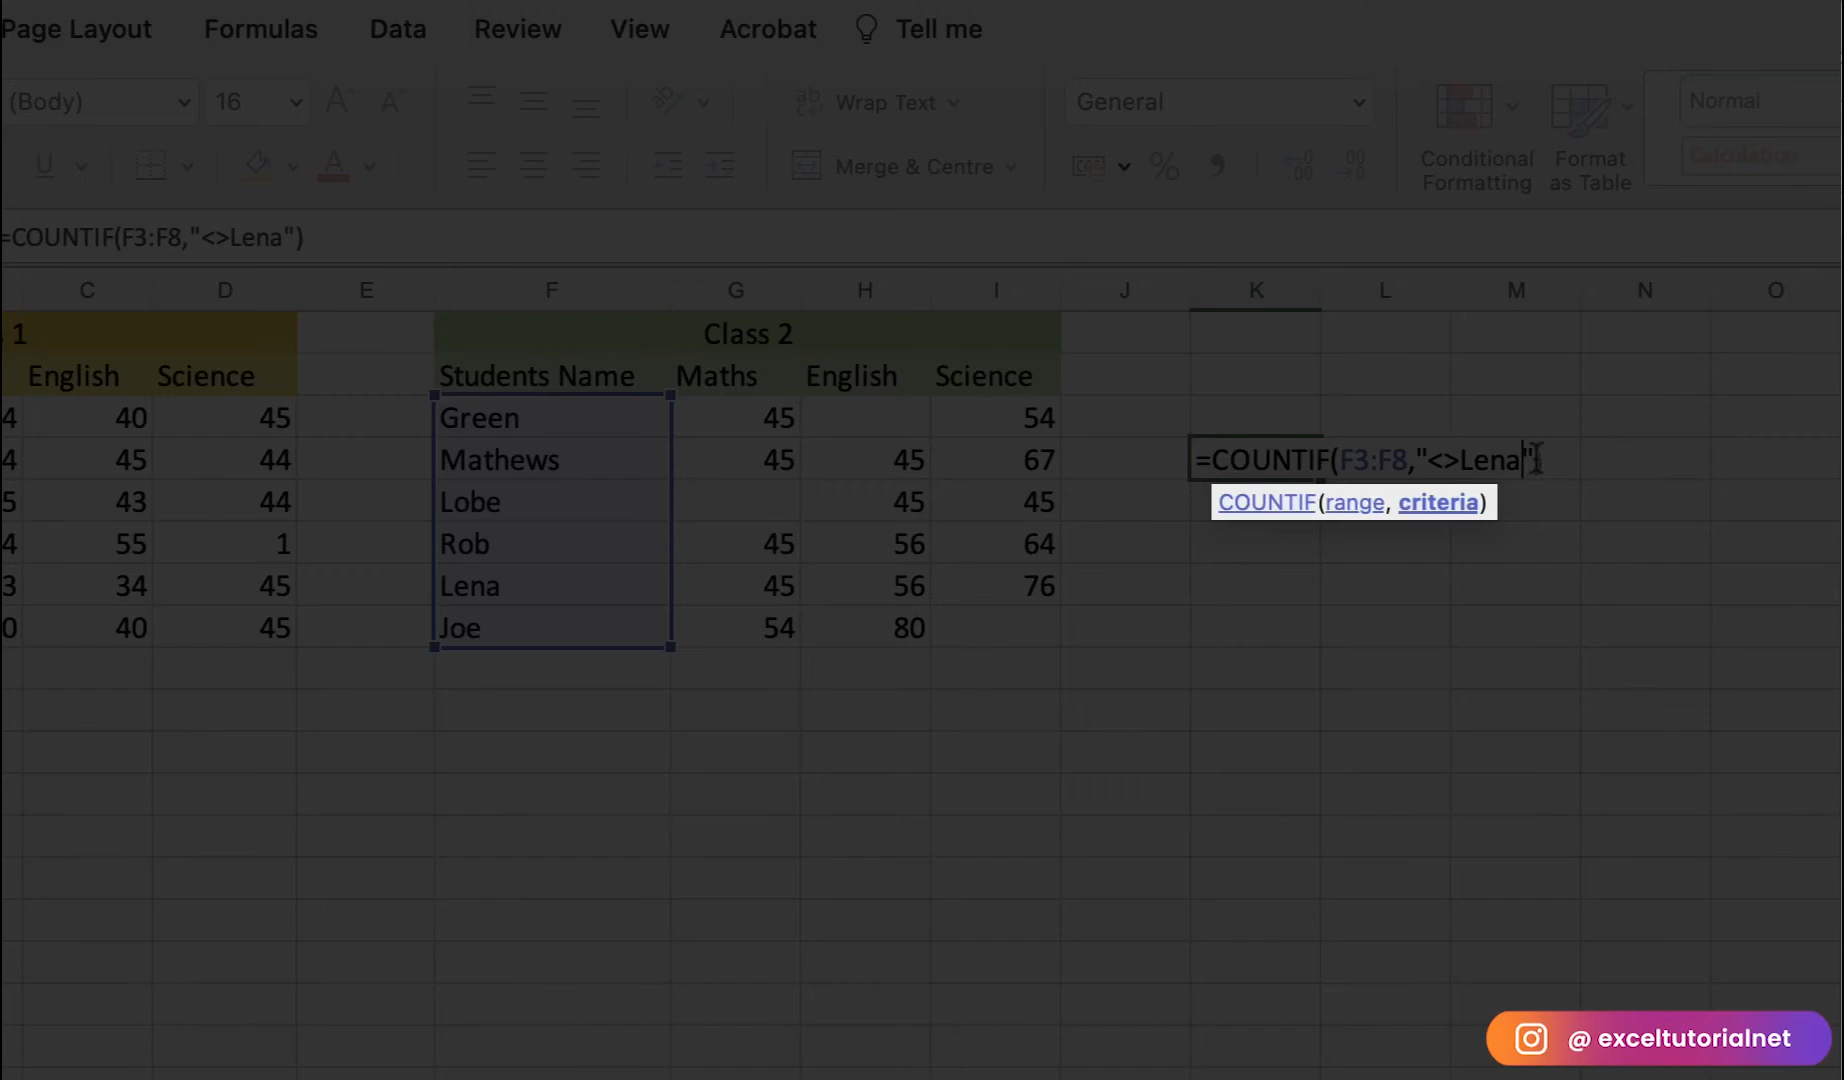 Page Layout Formulas Data Review View Acrobat Tell me
(Body) 16 Wrap Text General Normal
Merge & Centre Conditional Formatting Format as Table Calculation
=COUNTIF(F3:F8,"<>Lena")
C D E F G H I J K L M N O
1 Class 2
English Science Students Name Maths English Science
4 40 45 Green 45 54
4 45 44 Mathews 45 45 67 =COUNTIF(F3:F8,"<>Lena")
5 43 44 Lobe 45 45 COUNTIF(range, criteria)
4 55 1 Rob 45 56 64
3 34 45 Lena 45 56 76
0 40 45 Joe 54 80
@ exceltutorialnet